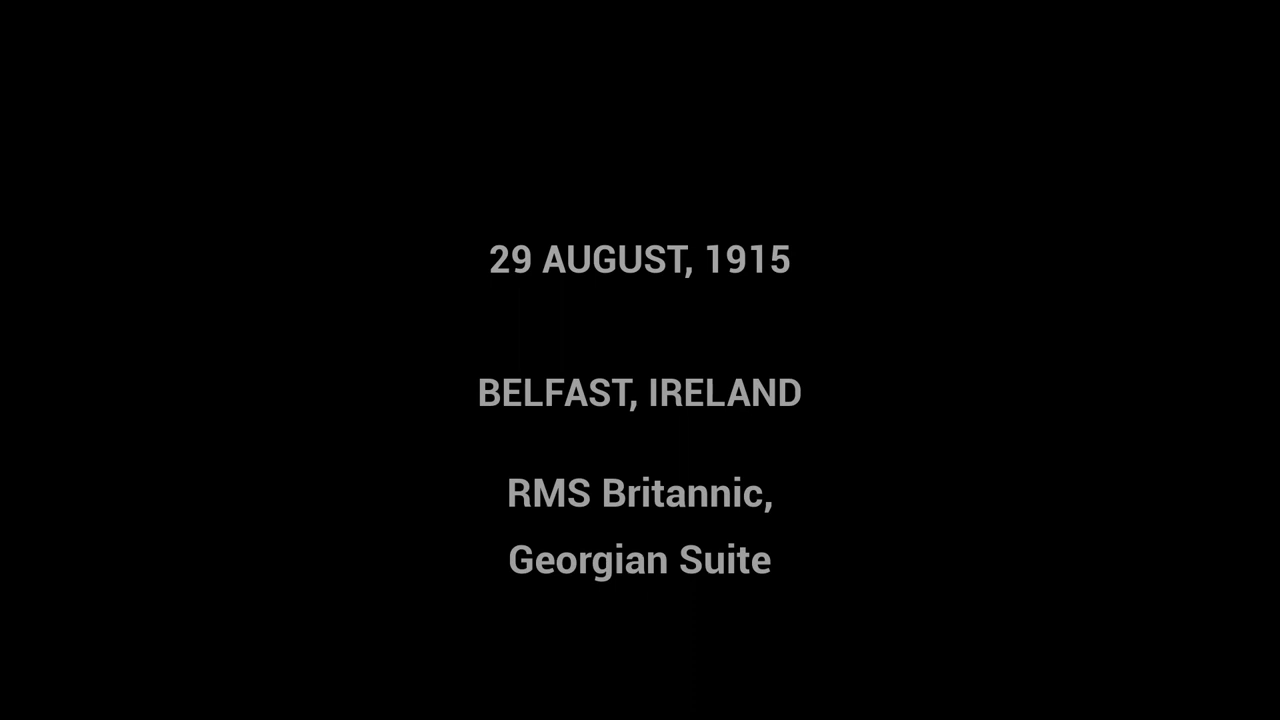 29 AUGUST, 1915
BELFAST, IRELAND
RMS Britannic,
Georgian Suite